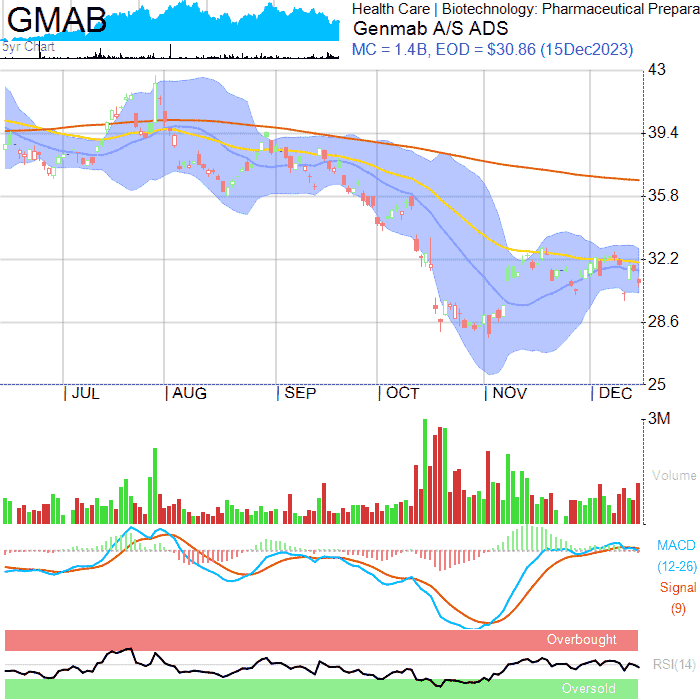 GMAB
5yr Chart
Health Care | Biotechnology: Pharmaceutical Prepara
Genmab A/S ADS
MC = 1.4B, EOD = $30.86 (15Dec2023)
43
39.4
35.8
32.2
28.6
25
| JUL | AUG | SEP | OCT | NOV | DEC
3M
Volume
MACD
(12-26)
Signal
(9)
Overbought
RSI(14)
Oversold